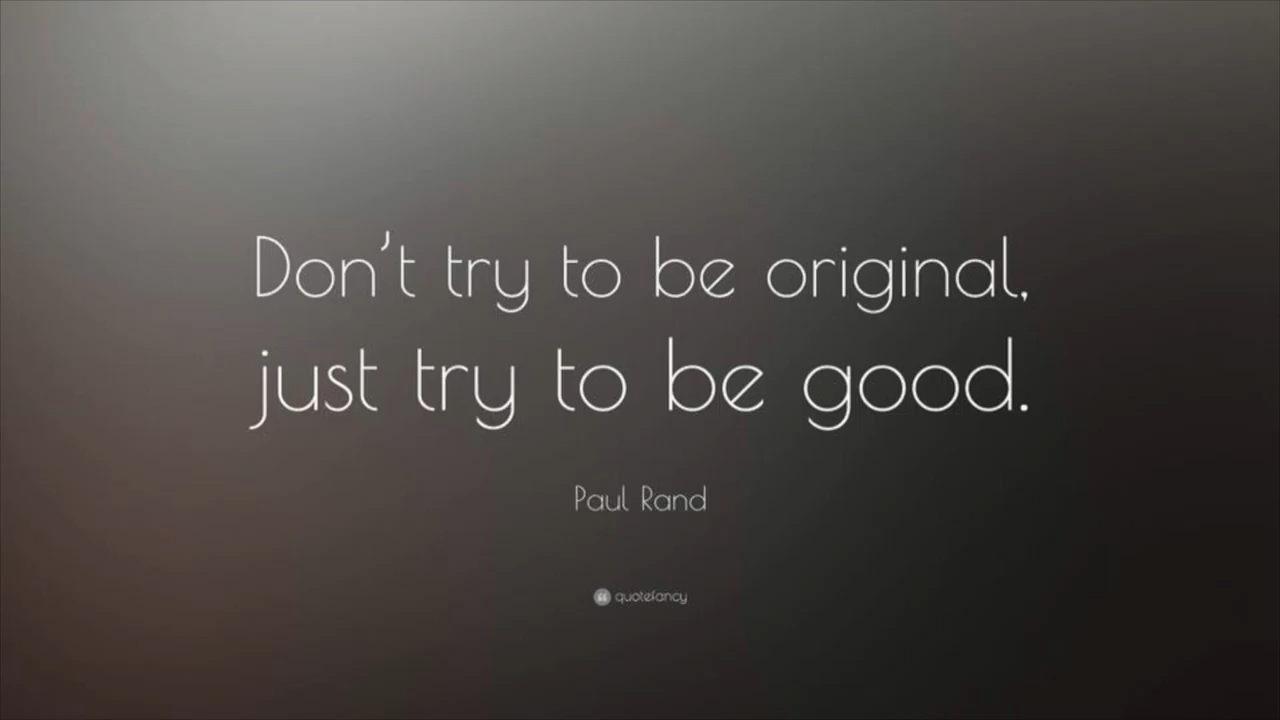 Don’t try to be original,
just try to be good.
Paul Rand
quotefancy